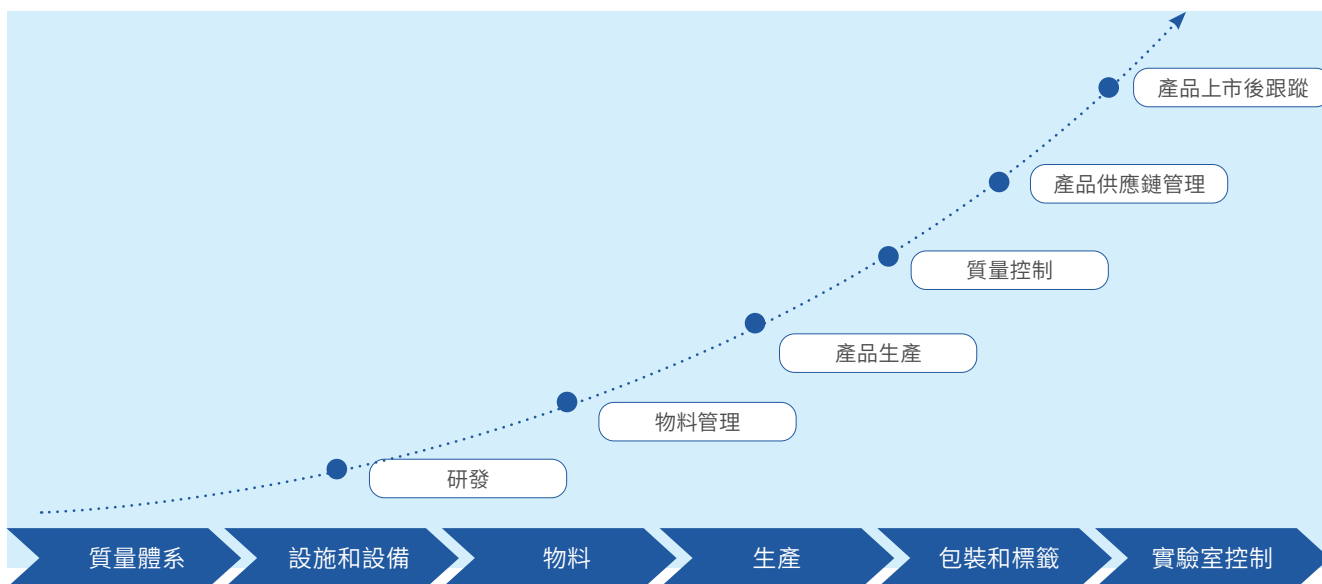 產品上市後跟蹤
產品供應鏈管理
質量控制
產品生產
物料管理
研發
質量體系
設施和設備
物料
生產
包裝和標籤
實驗室控制